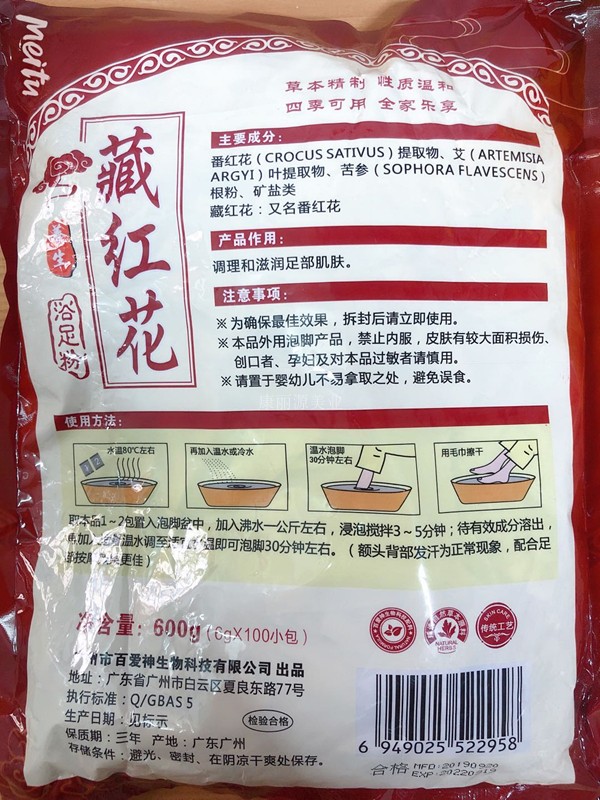 Meitu
草本精制 性质温和
四季可用 全家乐享
藏红花
养生
浴足粉
主要成分：
番红花（CROCUS SATIVUS）提取物、艾（ARTEMISIA
ARGYI）叶提取物、苦参（SOPHORA FLAVESCENS）
根粉、矿盐类
藏红花：又名番红花
产品作用：
调理和滋润足部肌肤。
注意事项：
※为确保最佳效果，拆封后请立即使用。
※本品外用泡脚产品，禁止内服，皮肤有较大面积损伤、
创口者、孕妇及对本品过敏者请慎用。
※请置于婴幼儿不易拿取之处，避免误食。
使用方法：
水温80℃左右
再加入温水或冷水
温水泡脚
30分钟左右
用毛巾擦干
取本品1～2包置入泡脚盆中，加入沸水一公斤左右，浸泡搅拌3～5分钟；待有效成分溶出，
再加入适量温水调至适宜水温即可泡脚30分钟左右。（额头背部发汗为正常现象，配合足
部按摩效果更佳）
净含量：600g（6gX100小包）
SKIN CARE
传统工艺
NATURAL
HERBS
广州市百爱神生物科技有限公司 出品
地址：广东省广州市白云区夏良东路77号
执行标准：Q/GBAS 5
生产日期：见标示
检验合格
保质期：三年 产地：广东广州
存储条件：避光、密封、在阴凉干爽处保存。
6 949025 522958
合格 MFD:20190920
EXP:20220919